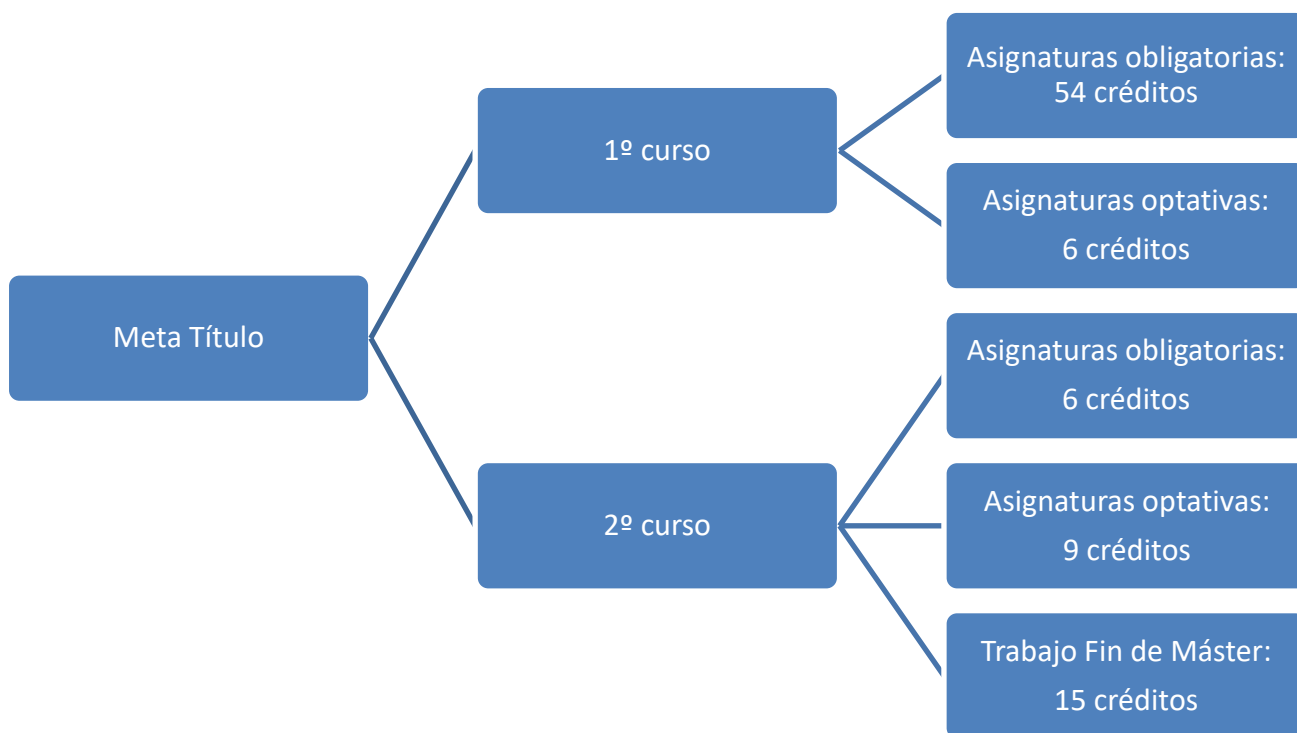 Meta Título
1º curso
Asignaturas obligatorias:
54 créditos
Asignaturas optativas:
6 créditos
2º curso
Asignaturas obligatorias:
6 créditos
Asignaturas optativas:
9 créditos
Trabajo Fin de Máster:
15 créditos